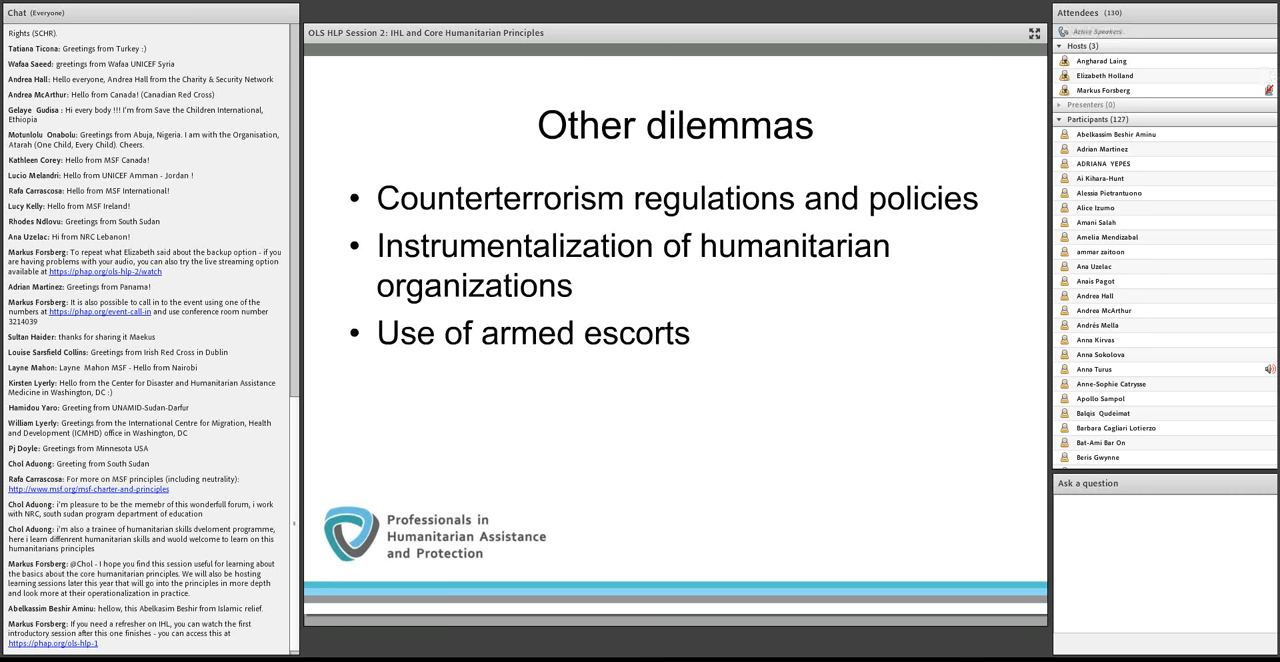 Chat (Everyone)
Rights (SCHR).
Tatiana Ticona: Greetings from Turkey :)
Wafaa Saeed: greetings from Wafaa UNICEF Syria
Andrea Hall: Hello everyone, Andrea Hall from the Charity & Security Network
Andrea McArthur: Hello from Canada! (Canadian Red Cross)
Gelaye Gudisa : Hi every body !!! I'm from Save the Children International,
Ethiopia
Motunlolu Onabolu: Greetings from Abuja, Nigeria. I am with the Organisation,
Atarah (One Child, Every Child). Cheers.
Kathleen Corey: Hello from MSF Canada!
Lucio Melandri: Hello from UNICEF Amman - Jordan !
Rafa Carrascosa: Hello from MSF International!
Lucy Kelly: Hello from MSF Ireland!
Rhodes Ndlovu: Greetings from South Sudan
Ana Uzelac: Hi from NRC Lebanon!
Markus Forsberg: To repeat what Elizabeth said about the backup option - if you
are having problems with your audio, you can also try the live streaming option
available at https://phap.org/ols-hlp-2/watch
Adrian Martinez: Greetings from Panama!
Markus Forsberg: It is also possible to call in to the event using one of the
numbers at https://phap.org/event-call-in and use conference room number
3214039
Sultan Haider: thanks for sharing it Maekus
Louise Sarsfield Collins: Greetings from Irish Red Cross in Dublin
Layne Mahon: Layne Mahon MSF - Hello from Nairobi
Kirsten Lyerly: Hello from the Center for Disaster and Humanitarian Assistance
Medicine in Washington, DC :)
Hamidou Yaro: Greeting from UNAMID-Sudan-Darfur
William Lyerly: Greetings from the International Centre for Migration, Health
and Development (ICMHD) office in Washington, DC
Pj Doyle: Greetings from Minnesota USA
Chol Aduong: Greeting from South Sudan
Rafa Carrascosa: For more on MSF principles (including neutrality):
http://www.msf.org/msf-charter-and-principles
Chol Aduong: i'm pleasure to be the memebr of this wonderfull forum, i work
with NRC, south sudan program department of education
Chol Aduong: i'm also a trainee of humanitarian skills dveloment programme,
here i learn diffenrent humanitarian skills and wuold welcome to learn on this
humanitarians principles
Markus Forsberg: @Chol - I hope you find this session useful for learning about
the basics about the core humanitarian principles. We will also be hosting
learning sessions later this year that will go into the principles in more depth
and look more at their operationalization in practice.
Abelkassim Beshir Aminu: hellow, this Abelkasim Beshir from Islamic relief.
Markus Forsberg: If you need a refresher on IHL, you can watch the first
introductory session after this one finishes - you can access this at
https://phap.org/ols-hlp-1
OLS HLP Session 2: IHL and Core Humanitarian Principles
Other dilemmas
• Counterterrorism regulations and policies
• Instrumentalization of humanitarian
organizations
• Use of armed escorts
Professionals in
Humanitarian Assistance
and Protection
Attendees (130)
Active Speakers
Hosts (3)
Angharad Laing
Elizabeth Holland
Markus Forsberg
Presenters (0)
Participants (127)
Abelkassim Beshir Aminu
Adrian Martinez
ADRIANA YEPES
Ai Kihara-Hunt
Alessia Pietrantuono
Alice Izumo
Amani Salah
Amelia Mendizabal
ammar zaitoon
Ana Uzelac
Anais Pagot
Andrea Hall
Andrea McArthur
Andrés Mella
Anna Kirvas
Anna Sokolova
Anna Turus
Anne-Sophie Catrysse
Apollo Sampol
Balqis Qudeimat
Barbara Cagliari Lotierzo
Bat-Ami Bar On
Beris Gwynne
Ask a question